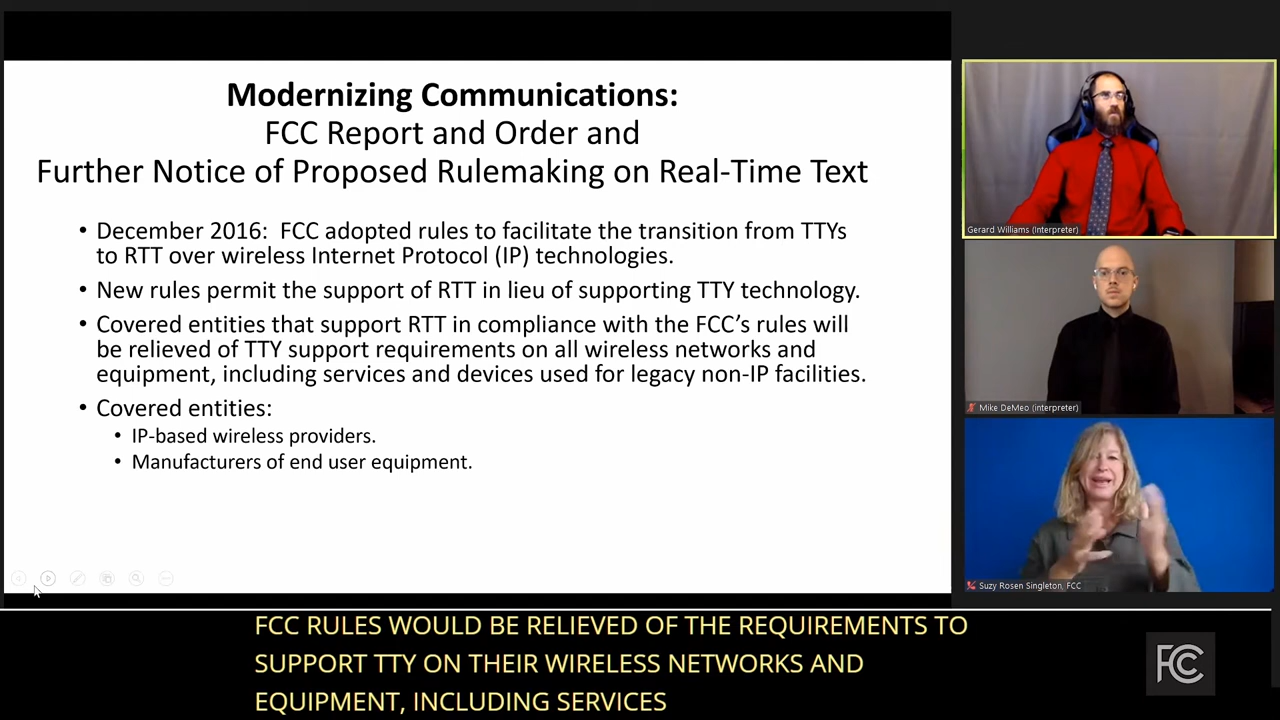 Modernizing Communications:
FCC Report and Order and
Further Notice of Proposed Rulemaking on Real-Time Text
• December 2016:  FCC adopted rules to facilitate the transition from TTYs
to RTT over wireless Internet Protocol (IP) technologies.
• New rules permit the support of RTT in lieu of supporting TTY technology.
• Covered entities that support RTT in compliance with the FCC’s rules will
be relieved of TTY support requirements on all wireless networks and
equipment, including services and devices used for legacy non-IP facilities.
• Covered entities:
• IP-based wireless providers.
• Manufacturers of end user equipment.
Gerard Williams (Interpreter)
Mike DeMeo (interpreter)
Suzy Rosen Singleton, FCC
FCC RULES WOULD BE RELIEVED OF THE REQUIREMENTS TO
SUPPORT TTY ON THEIR WIRELESS NETWORKS AND
EQUIPMENT, INCLUDING SERVICES
FCC